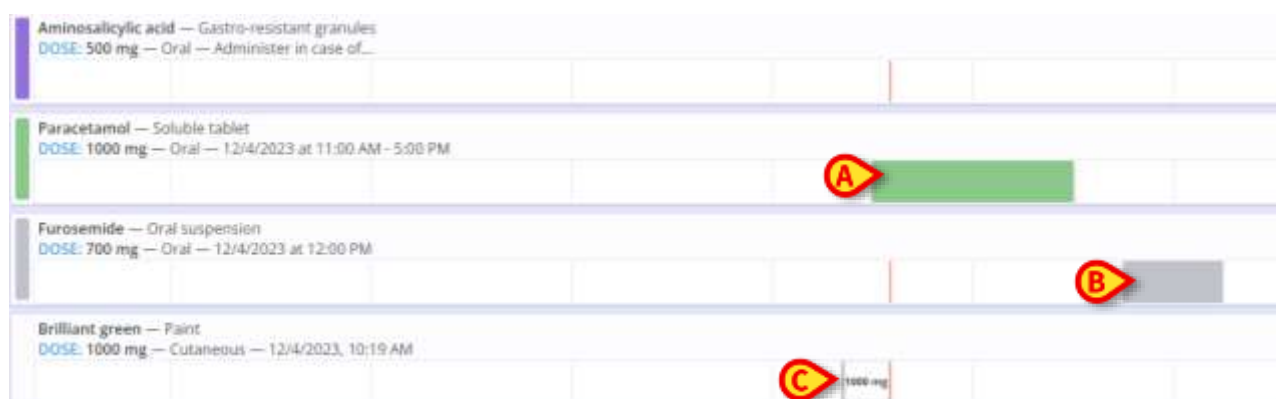 Aminosalicylic acid — Gastro-resistant granules
DOSE: 500 mg — Oral — Administer in case of...
Paracetamol — Soluble tablet
DOSE: 1000 mg — Oral — 12/4/2023 at 11:00 AM - 5:00 PM
A
Furosemide — Oral suspension
DOSE: 700 mg — Oral — 12/4/2023 at 12:00 PM
B
Brilliant green — Paint
DOSE: 1000 mg — Cutaneous — 12/4/2023, 10:19 AM
C
1000 mg